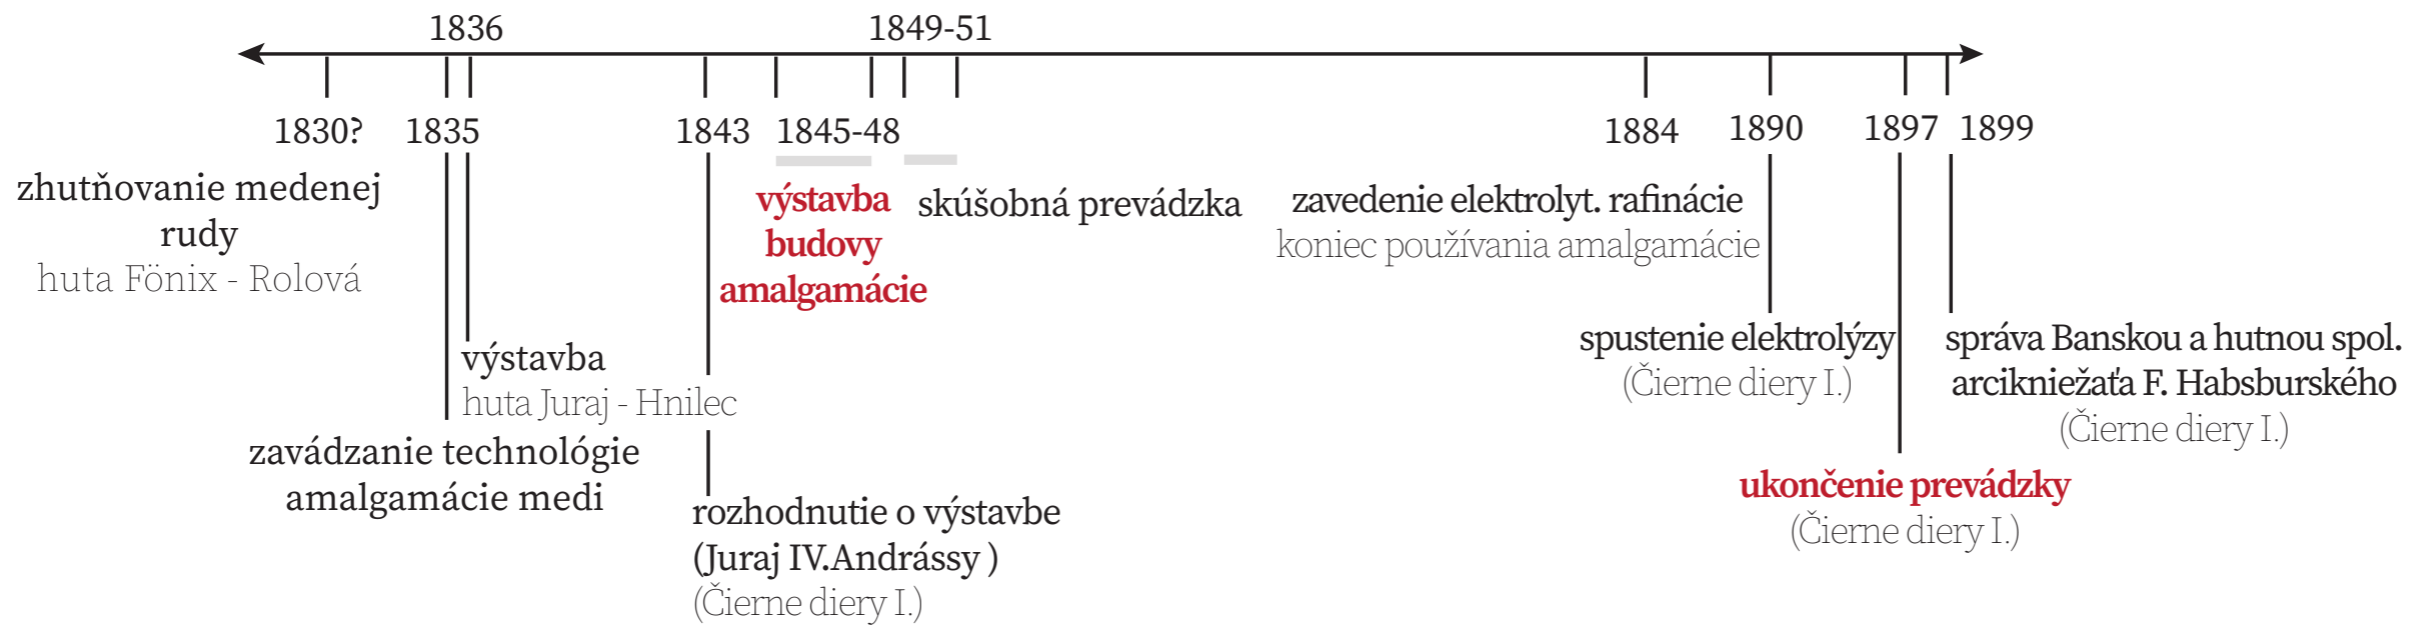 1836
1849-51
1830?
1835
1843
1845-48
1884
1890
1897
1899
zhutňovanie medenej
rudy
huta Fönix - Rolová
výstavba
huta Juraj - Hnilec
zavádzanie technológie
amalgamácie medi
rozhodnutie o výstavbe
(Juraj IV.Andrássy )
(Čierne diery I.)
výstavba
budovy
amalgamácie
skúšobná prevádzka
zavedenie elektrolyt. rafinácie
koniec používania amalgamácie
spustenie elektrolýzy
(Čierne diery I.)
ukončenie prevádzky
(Čierne diery I.)
správa Banskou a hutnou spol.
arcikniežaťa F. Habsburského
(Čierne diery I.)